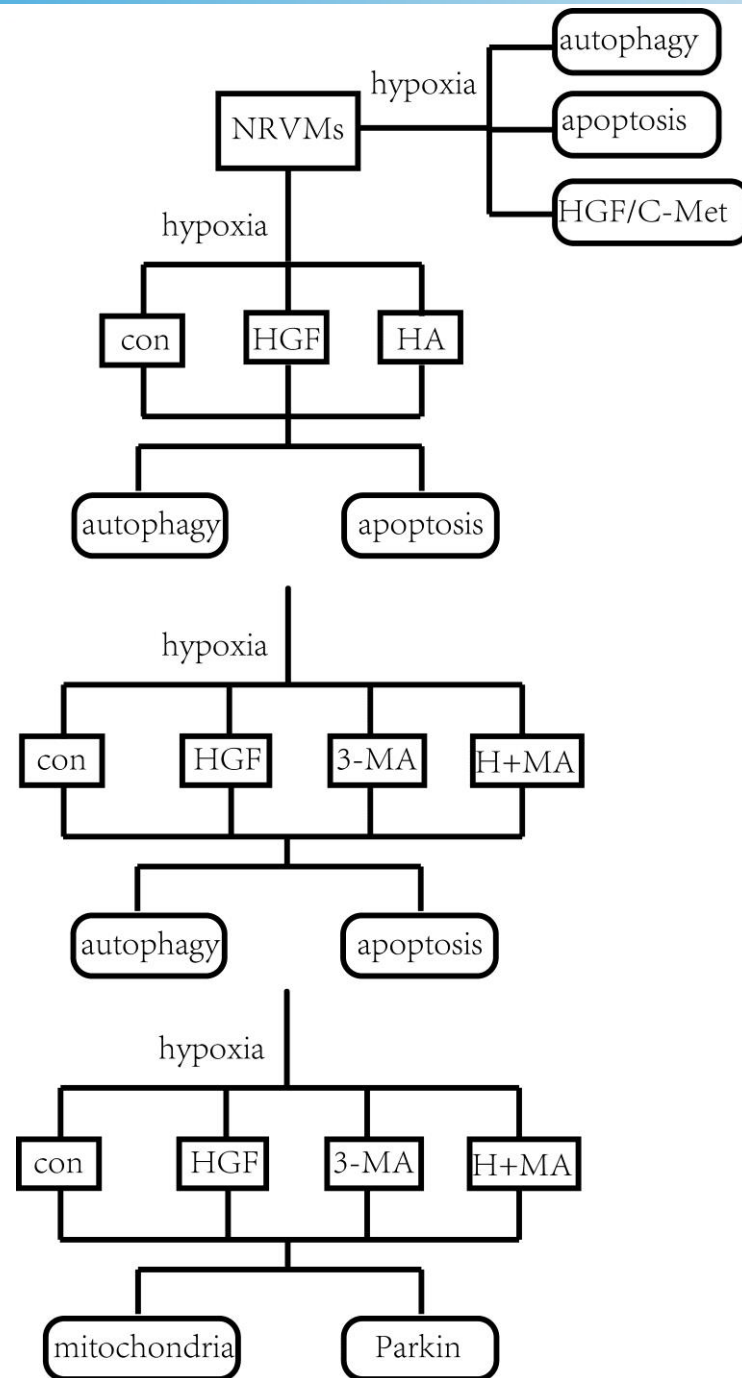 autophagy
hypoxia
NRVMs
apoptosis
HGF/C-Met
hypoxia
con
HGF
HA
autophagy
apoptosis
hypoxia
con
HGF
3-MA
H+MA
autophagy
apoptosis
hypoxia
con
HGF
3-MA
H+MA
mitochondria
Parkin